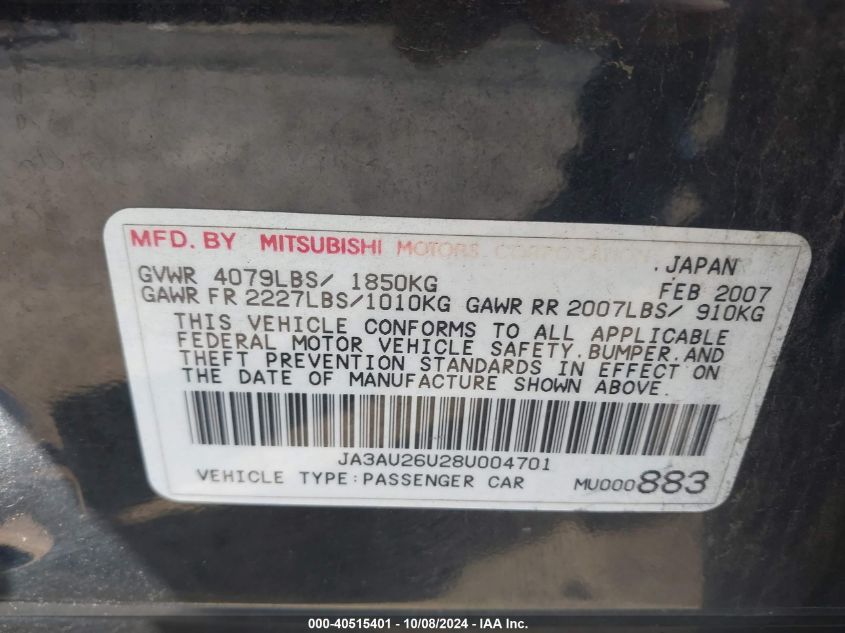 MFD. BY MITSUBISHI MOTORS CORPORATION
JAPAN
GVWR 4079LBS/ 1850KG FEB 2007
GAWR FR 2227LBS/1010KG GAWR RR 2007LBS/ 910KG
THIS VEHICLE CONFORMS TO ALL APPLICABLE
FEDERAL MOTOR VEHICLE SAFETY.BUMPER.AND
THEFT PREVENTION STANDARDS IN EFFECT ON
THE DATE OF MANUFACTURE SHOWN ABOVE.
JA3AU26U28U004701
VEHICLE TYPE:PASSENGER CAR MU000883
000-40515401 - 10/08/2024 - IAA Inc.